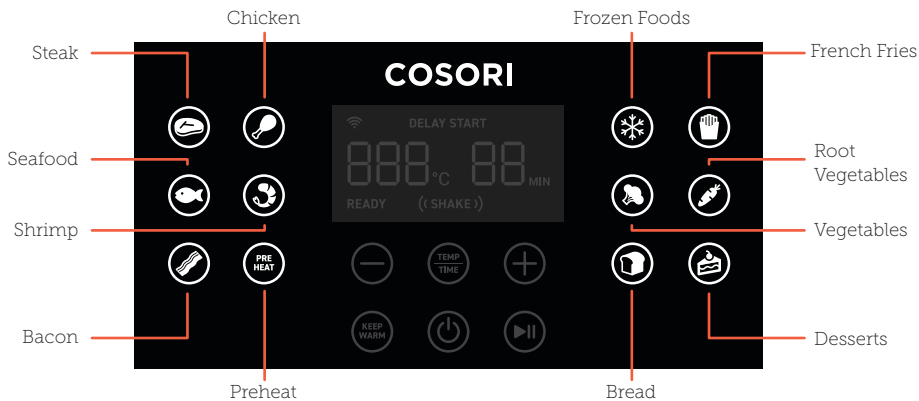 Chicken
Frozen Foods
Steak
French Fries
COSORI
DELAY START
888 °C 88 MIN
READY ((SHAKE))
Seafood
Root
Vegetables
Shrimp
Vegetables
PRE
HEAT
TEMP
TIME
KEEP
WARM
Bacon
Desserts
Preheat
Bread